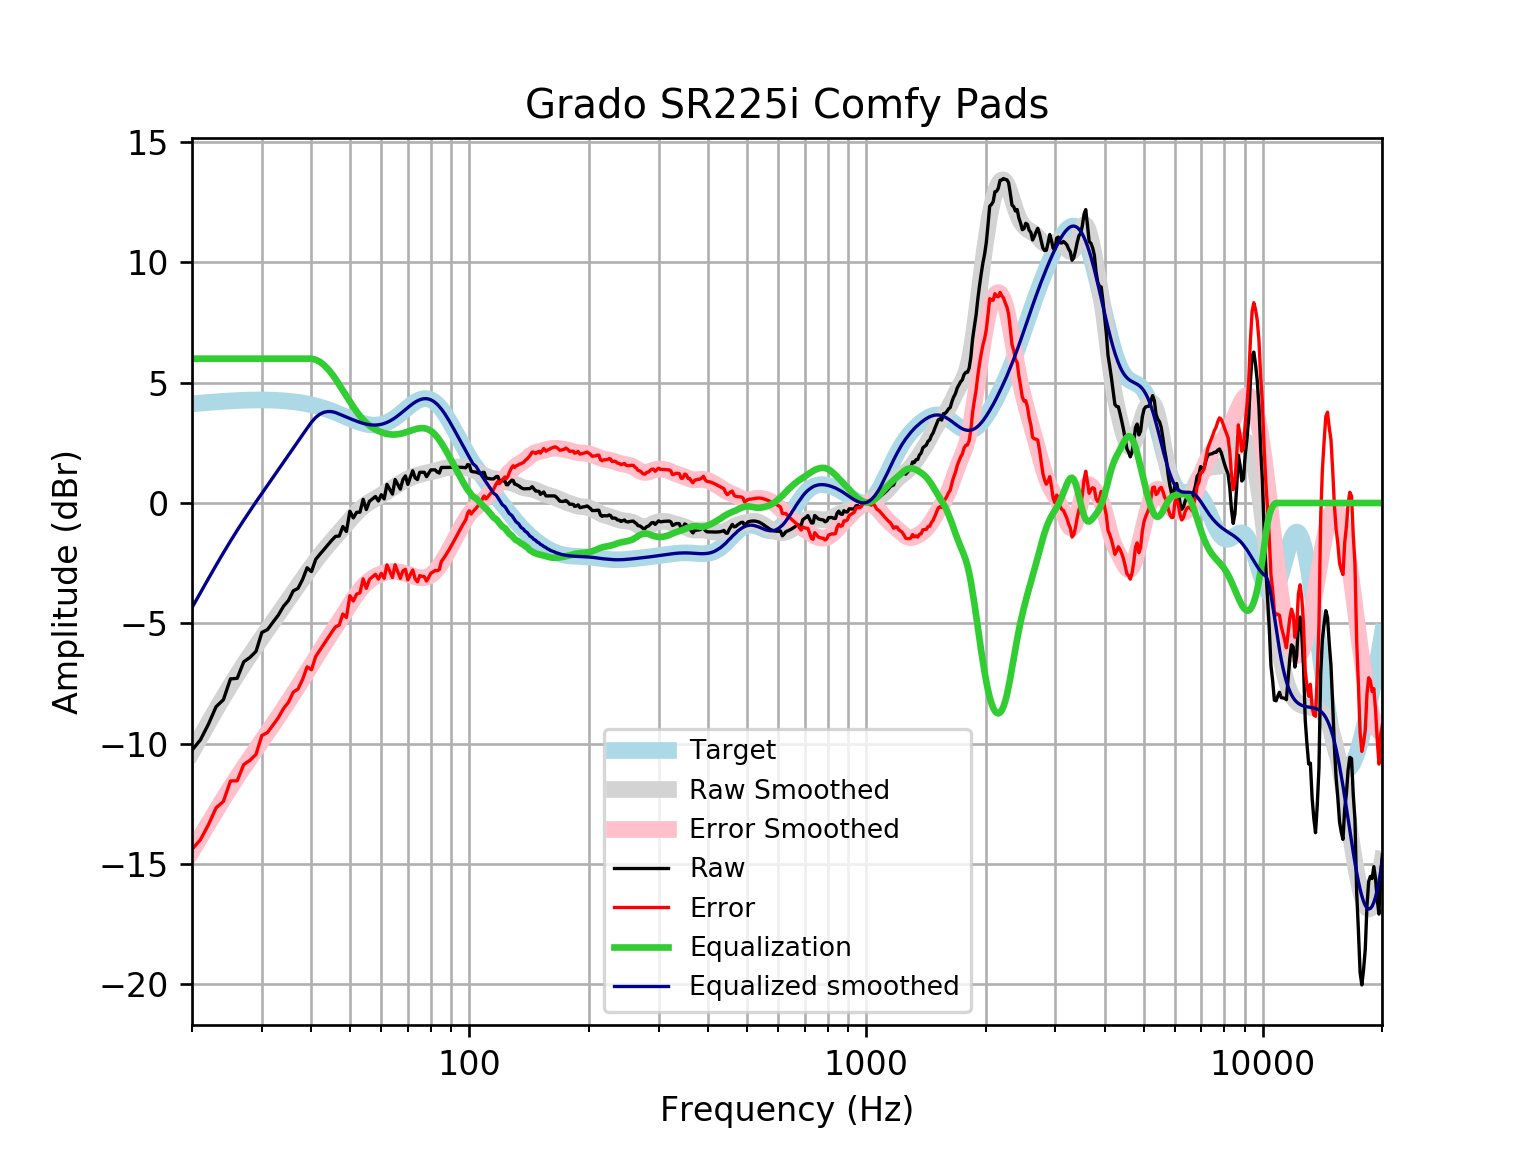 Grado SR225i Comfy Pads
15
10
5
0
−5
−10
−15
−20
Amplitude (dBr)
Target
Raw Smoothed
Error Smoothed
Raw
Error
Equalization
Equalized smoothed
100
1000
10000
Frequency (Hz)